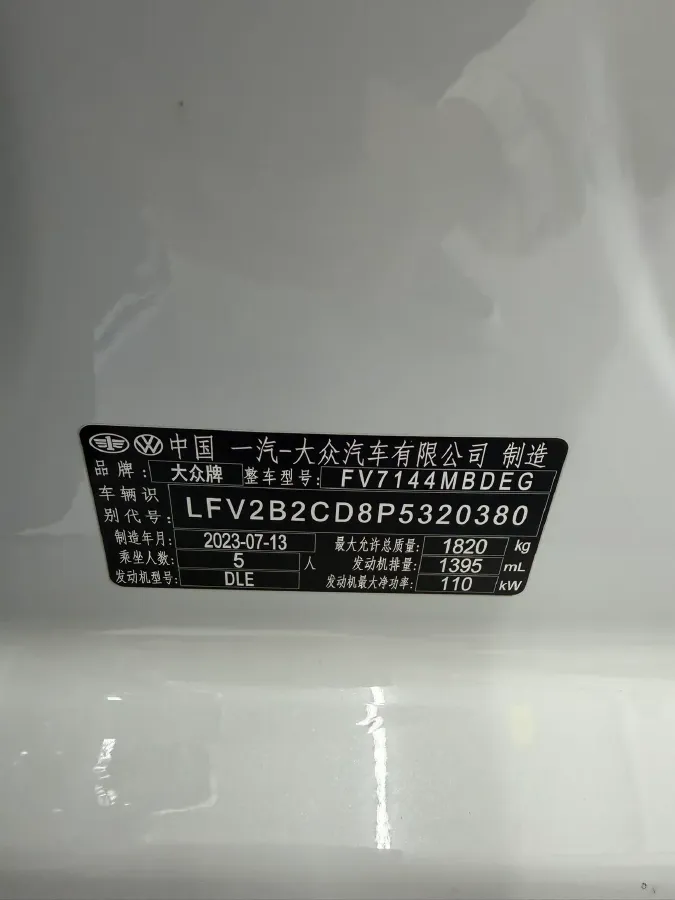 中国 一汽-大众汽车有限公司 制造
品牌: 大众牌 整车型号: FV7144MBDEG
车辆识别代号: LFV2B2CD8P5320380
制造年月: 2023-07-13 最大允许总质量: 1820 kg
乘坐人数: 5 人 发动机排量: 1395 mL
发动机型号: DLE 发动机最大净功率: 110 kW